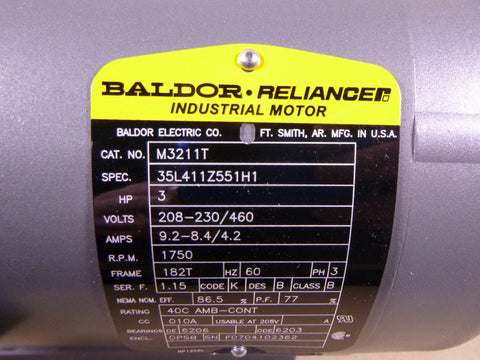 BALDOR • RELIANCE
INDUSTRIAL MOTOR
BALDOR ELECTRIC CO. FT. SMITH, AR. MFG. IN U.S.A.
CAT. NO. M3211T
SPEC. 35L411Z551H1
HP 3
VOLTS 208-230/460
AMPS 9.2-8.4/4.2
R.P.M. 1750
FRAME 182T HZ 60 PH 3
SER. F. 1.15 CODE K DES B CLASS B
NEMA NOM. EFF. 86.5 % P.F. 77 %
RATING 40C AMB-CONT
CC 010A USABLE AT 208V A
BEARINGS DE 6206 ODE 6203
ENCL OPSB SN F0704102362